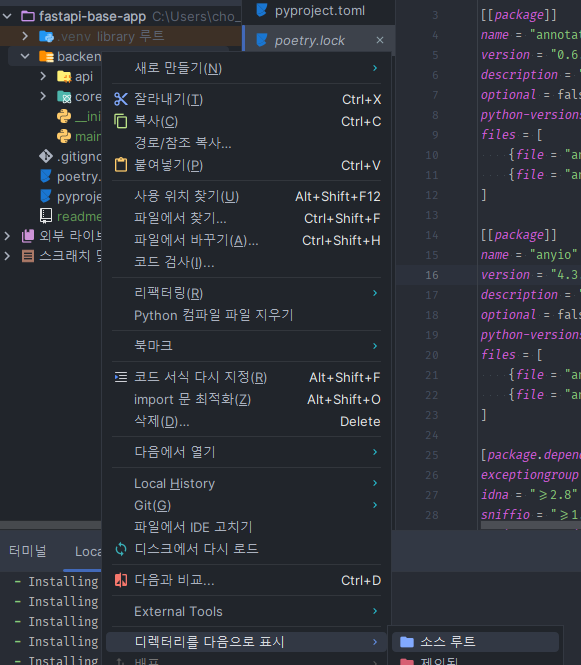 fastapi-base-app C:\Users\cho_
.venv library 루트
backen
api
core
__ini
main
.gitigno
poetry.
pyproje
readme
외부 라이브
스크래치 및
pyproject.toml
poetry.lock
새로 만들기(N)
잘라내기(T) Ctrl+X
복사(C) Ctrl+C
경로/참조 복사...
붙여넣기(P) Ctrl+V
사용 위치 찾기(U) Alt+Shift+F12
파일에서 찾기... Ctrl+Shift+F
파일에서 바꾸기(A)... Ctrl+Shift+H
코드 검사(I)...
리팩터링(R)
Python 컴파일 파일 지우기
북마크
코드 서식 다시 지정(R) Alt+Shift+F
import 문 최적화(Z) Alt+Shift+O
삭제(D)... Delete
다음에서 열기
Local History
Git(G)
파일에서 IDE 고치기
디스크에서 다시 로드
다음과 비교... Ctrl+D
External Tools
디렉터리를 다음으로 표시
배포
소스 루트
제외됨
3 [[package]]
4 name = "annotat
5 version = "0.6
6 description = "
7 optional = fals
8 python-versions
9 files = [
10 {file = "an
11 {file = "an
12 ]
13
14 [[package]]
15 name = "anyio"
16 version = "4.3
17 description = "
18 optional = fals
19 python-versions
20 files = [
21 {file = "an
22 {file = "an
23 ]
24
25 [package.depend
26 exceptiongroup
27 idna = ">=2.8"
28 sniffio = ">=1
터미널 Loca
- Installing
- Installing
- Installing
- Installing
- Installing